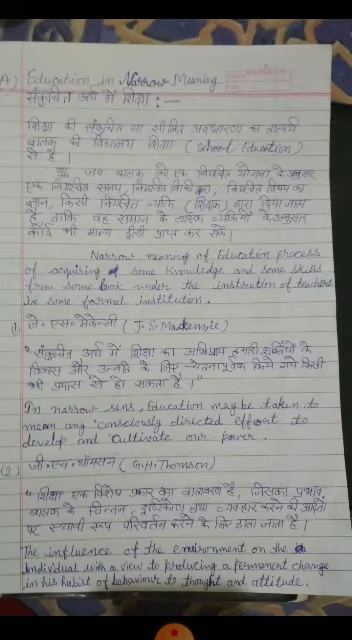 A) Education in Narrow Meaning
संकुचित अर्थ में शिक्षा : —
शिक्षा की संकुचित या सीमित अवधारणा का तात्पर्य
बालक की विद्यालय शिक्षा (School Education)
से है।
जब बालक को एक निश्चित योजना के अनुसार
एक निश्चित समय, निश्चित विधि निश्चित विषय का
ज्ञान, किसी निश्चित व्यक्ति (शिक्षक) द्वारा दिया जाता
है ताकि वह समाज के व्यक्तियों के अनुसार
कोई भी मान्य डिग्री प्राप्त कर सके।
Narrow meaning of Education process
of acquiring some knowledge and some skills
from some book under the instruction of teachers
in some formal institution.
(1) जे. एस. मेकेन्जी (J. S. Mackenzie)
"संकुचित अर्थ में शिक्षा का अभिप्राय हमारी शक्तियों के
विकास और उन्नति के लिए चेतनापूर्वक किये गये किसी
भी प्रयास से हो सकता है।"
In narrow sens, Education may be taken to
mean any "consciously directed effort to
develop and cultivate our power.
(2) जी. एच. थॉमसन (G. H. Thomson)
"शिक्षा एक विशेष प्रकार का वातावरण है, जिसका प्रभाव
बालक के चिन्तन, दृष्टिकोण तथा व्यवहार करने की आदतों
पर स्थायी रूप परिवर्तन करने के लिए डाला जाता है।
The influence of the environment on the
individual with a view to producing a permenent change
in his habist of behaviour to thought and attitude.